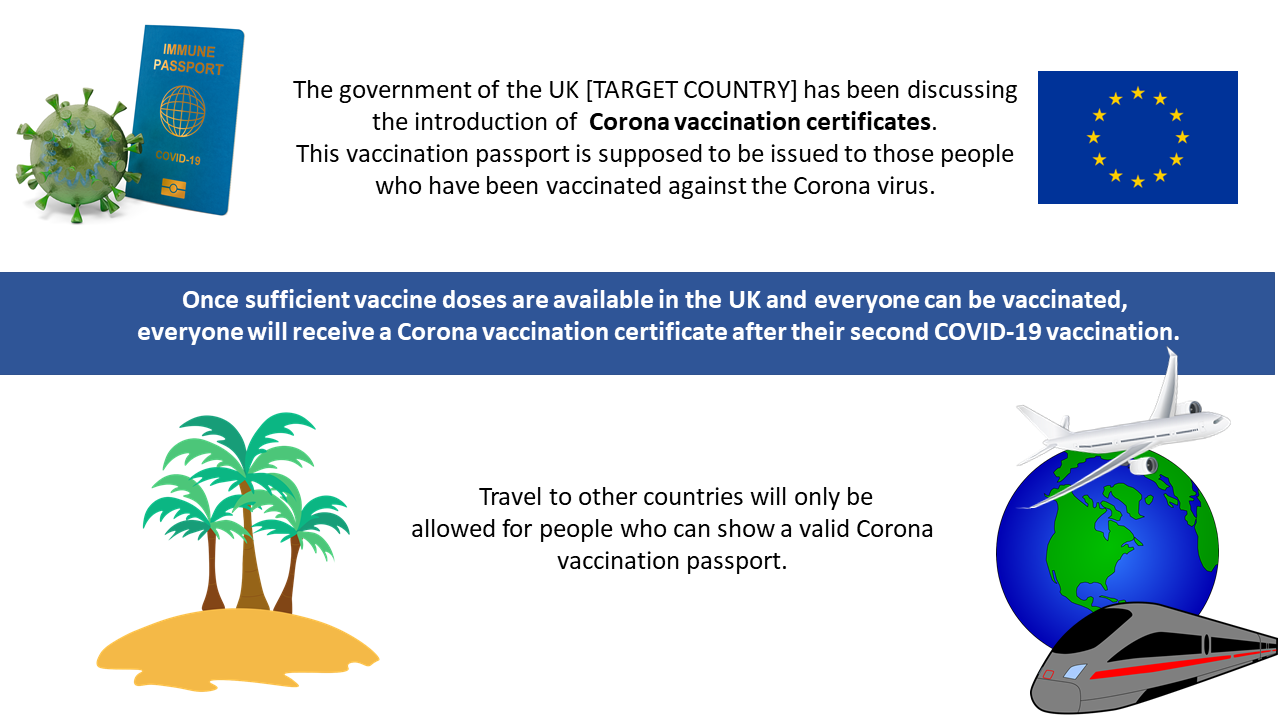 IMMUNE
PASSPORT
COVID-19
The government of the UK [TARGET COUNTRY] has been discussing
the introduction of  Corona vaccination certificates.
This vaccination passport is supposed to be issued to those people
who have been vaccinated against the Corona virus.
Once sufficient vaccine doses are available in the UK and everyone can be vaccinated,
everyone will receive a Corona vaccination certificate after their second COVID-19 vaccination.
Travel to other countries will only be
allowed for people who can show a valid Corona
vaccination passport.